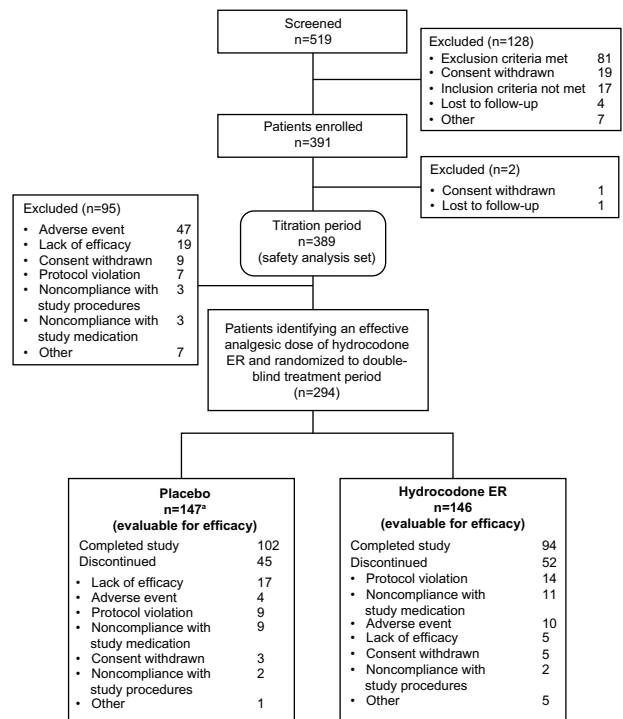 Screened
n=519
Excluded (n=128)
• Exclusion criteria met 81
• Consent withdrawn 19
• Inclusion criteria not met 17
• Lost to follow-up 4
• Other 7
Patients enrolled
n=391
Excluded (n=2)
• Consent withdrawn 1
• Lost to follow-up 1
Excluded (n=95)
• Adverse event 47
• Lack of efficacy 19
• Consent withdrawn 9
• Protocol violation 7
• Noncompliance with 3
study procedures
• Noncompliance with 3
study medication
• Other 7
Titration period
n=389
(safety analysis set)
Patients identifying an effective
analgesic dose of hydrocodone
ER and randomized to double-
blind treatment period
(n=294)
Placebo
n=147ᵃ
(evaluable for efficacy)
Completed study 102
Discontinued 45
• Lack of efficacy 17
• Adverse event 4
• Protocol violation 9
• Noncompliance with 9
study medication
• Consent withdrawn 3
• Noncompliance with 2
study procedures
• Other 1
Hydrocodone ER
n=146
(evaluable for efficacy)
Completed study 94
Discontinued 52
• Protocol violation 14
• Noncompliance with 11
study medication
• Adverse event 10
• Lack of efficacy 5
• Consent withdrawn 5
• Noncompliance with 2
study procedures
• Other 5